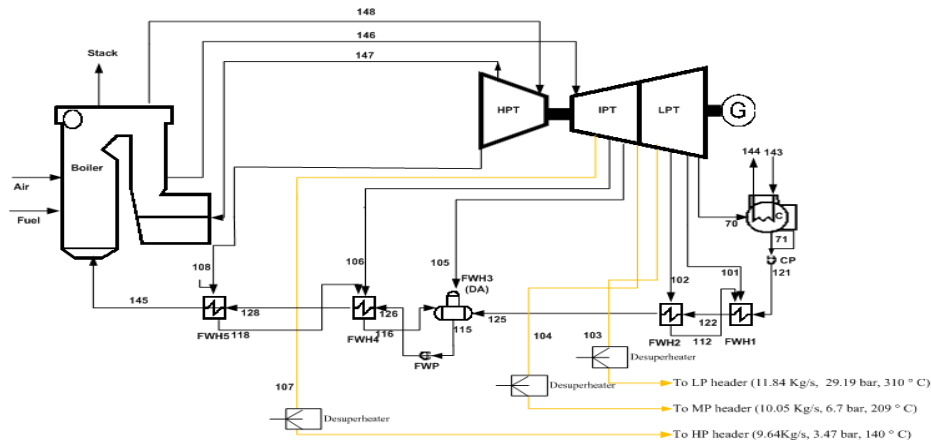 148
146
147
Stack
HPT
IPT
LPT
G
Boiler
144
143
Air
Fuel
C
70
71
CP
121
108
106
105
FWH3
(DA)
102
101
145
128
126
125
122
118
116
115
112
FWH5
FWH4
FWP
FWH2
FWH1
104
103
Desuperheater
107
Desuperheater
Desuperheater
To LP header (11.84 Kg/s, 29.19 bar, 310 ° C)
To MP header (10.05 Kg/s, 6.7 bar, 209 ° C)
To HP header (9.64Kg/s, 3.47 bar, 140 ° C)